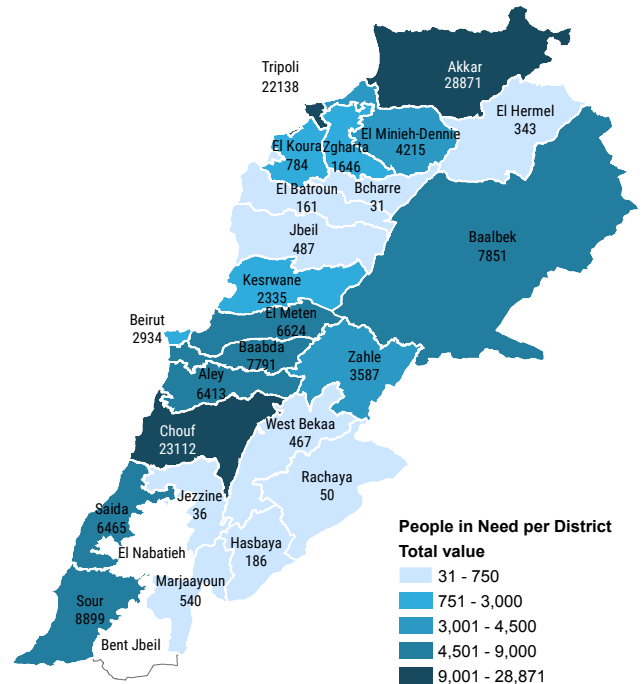 Tripoli
22138
Akkar
28871
El Hermel
343
El Koura
784
Zgharta
1646
El Minieh-Dennie
4215
El Batroun
161
Bcharre
31
Jbeil
487
Baalbek
7851
Kesrwane
2335
El Meten
6624
Beirut
2934
Baabda
7791
Zahle
3587
Aley
6413
Chouf
23112
West Bekaa
467
Rachaya
50
Jezzine
36
Saida
6465
El Nabatieh
Hasbaya
186
Marjaayoun
540
Sour
8899
Bent Jbeil
People in Need per District
Total value
31 - 750
751 - 3,000
3,001 - 4,500
4,501 - 9,000
9,001 - 28,871